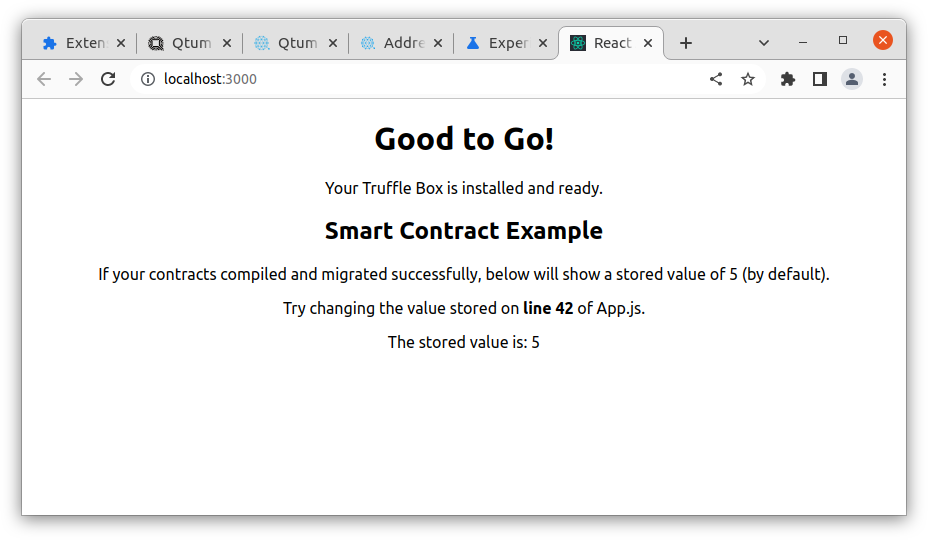 Exten Qtum Qtum Addre Exper React
localhost:3000
Good to Go!
Your Truffle Box is installed and ready.
Smart Contract Example
If your contracts compiled and migrated successfully, below will show a stored value of 5 (by default).
Try changing the value stored on line 42 of App.js.
The stored value is: 5